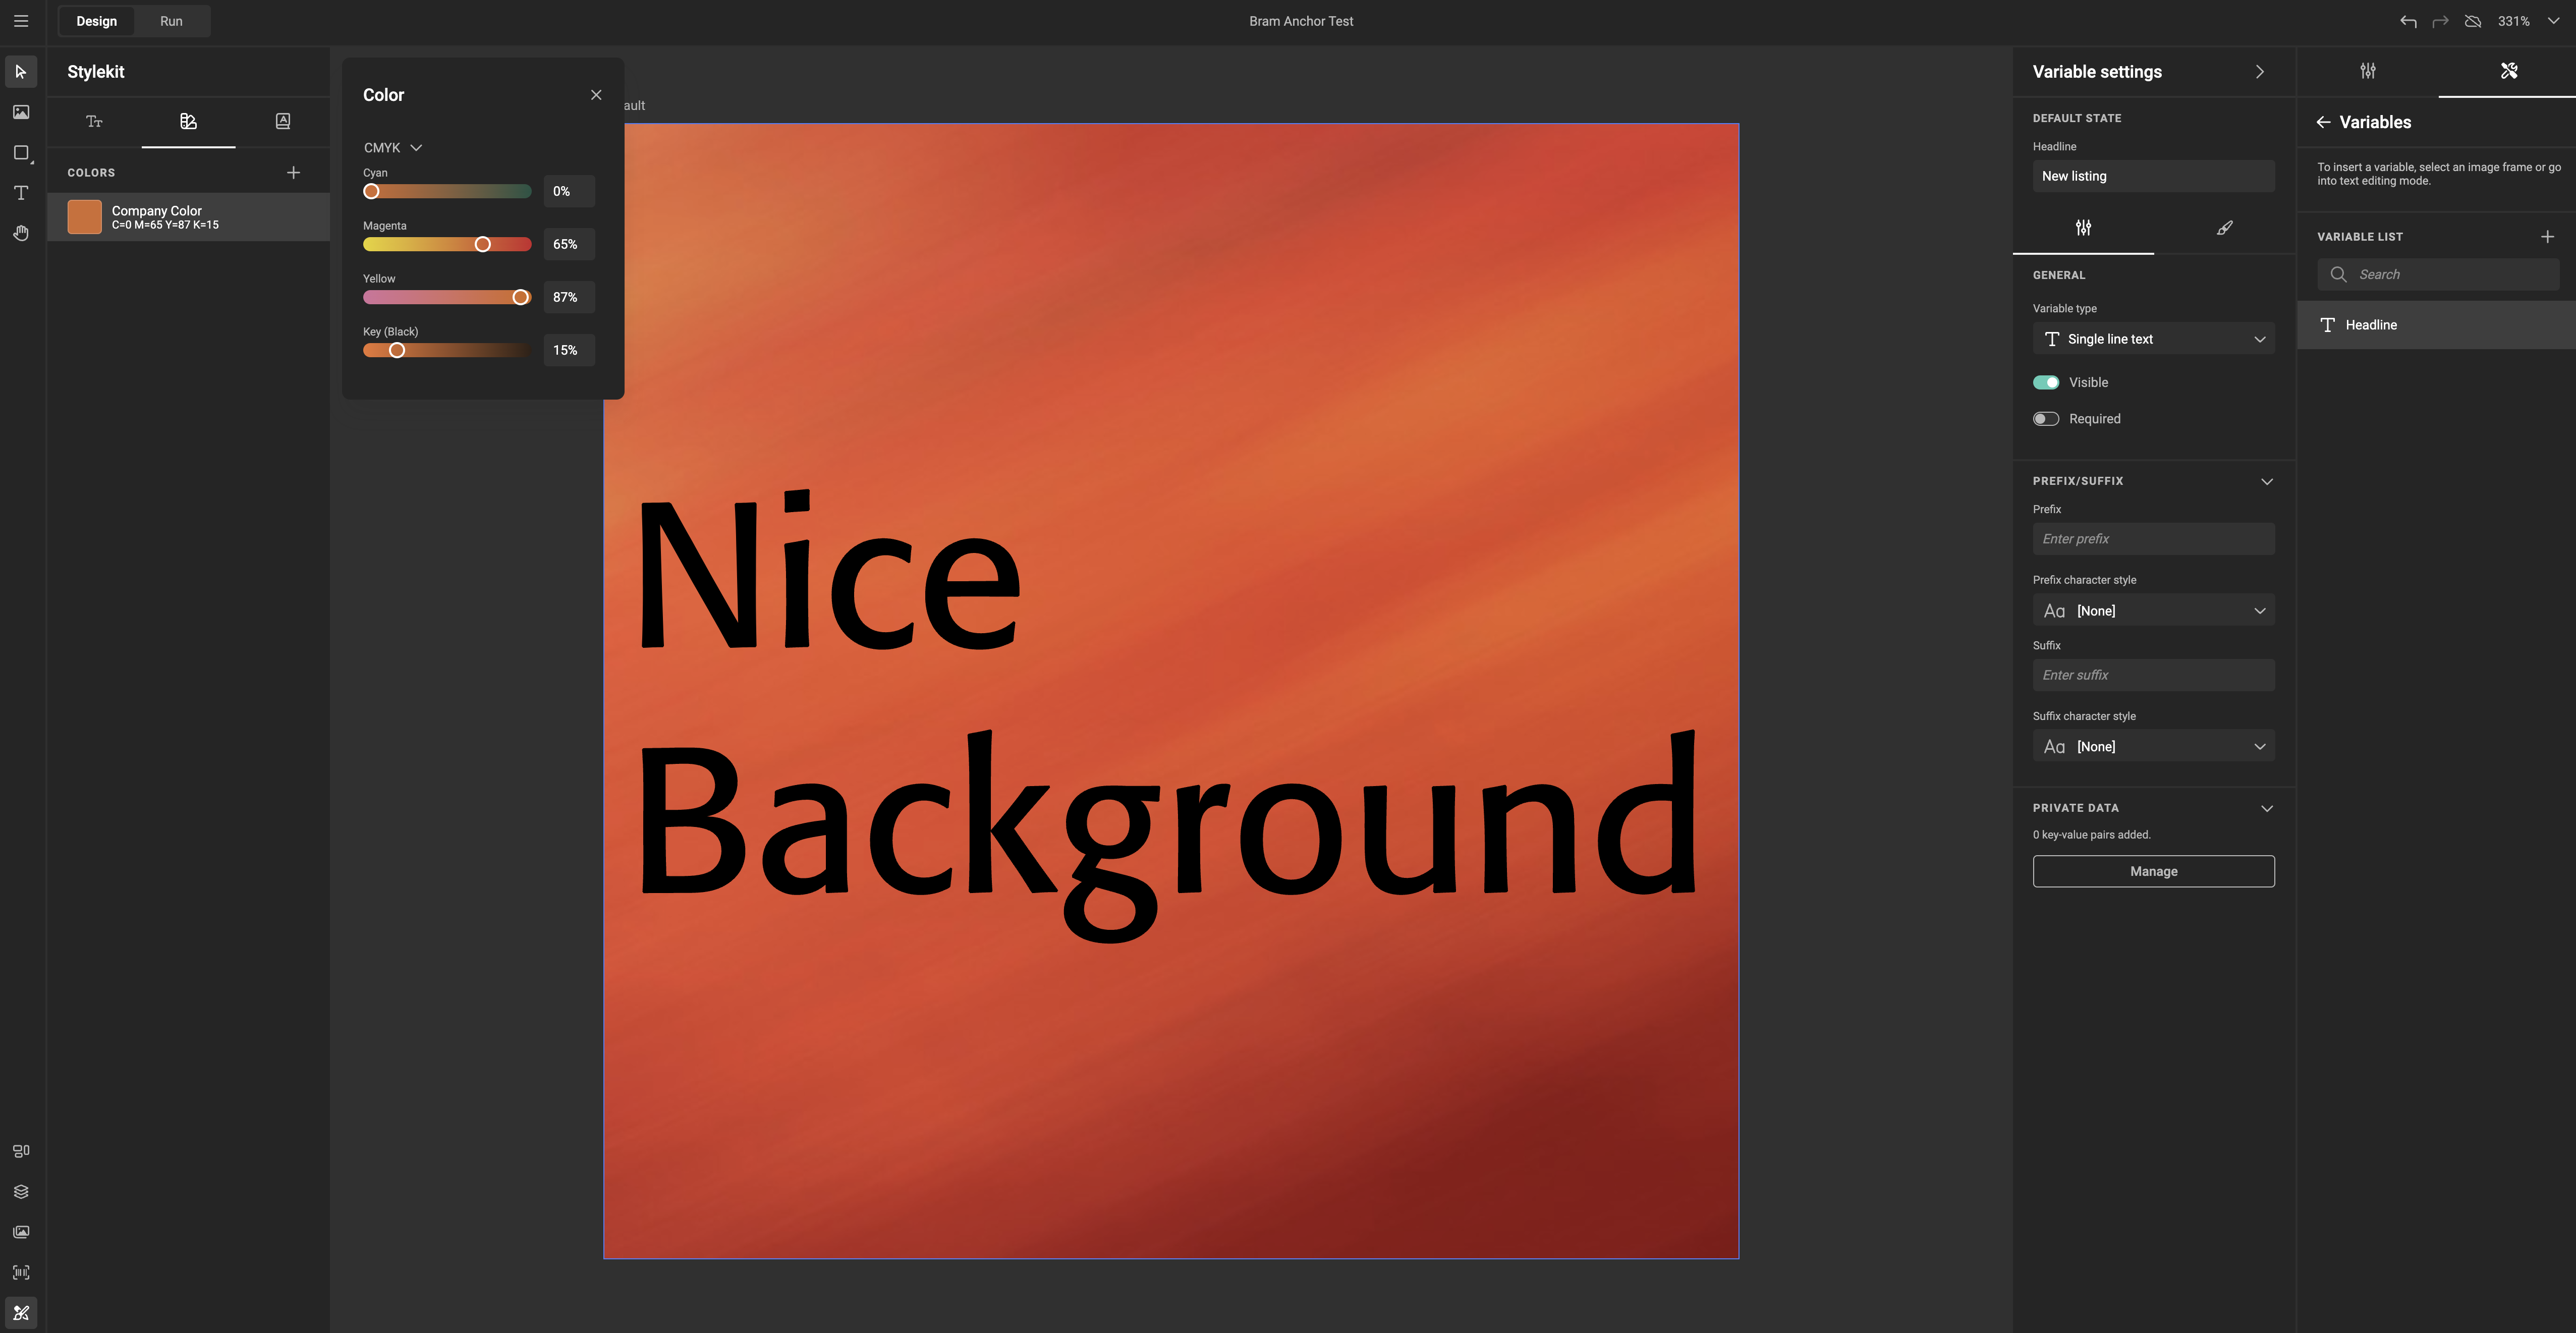 Design
Run
Bram Anchor Test
331%
Stylekit
COLORS
Company Color
C=0 M=65 Y=87 K=15
Color
CMYK
Cyan
0%
Magenta
65%
Yellow
87%
Key (Black)
15%
ault
Nice
Background
Variable settings
DEFAULT STATE
Headline
New listing
GENERAL
Variable type
Single line text
Visible
Required
PREFIX/SUFFIX
Prefix
Enter prefix
Prefix character style
Aa [None]
Suffix
Enter suffix
Suffix character style
Aa [None]
PRIVATE DATA
0 key-value pairs added.
Manage
Variables
To insert a variable, select an image frame or go
into text editing mode.
VARIABLE LIST
Search
Headline